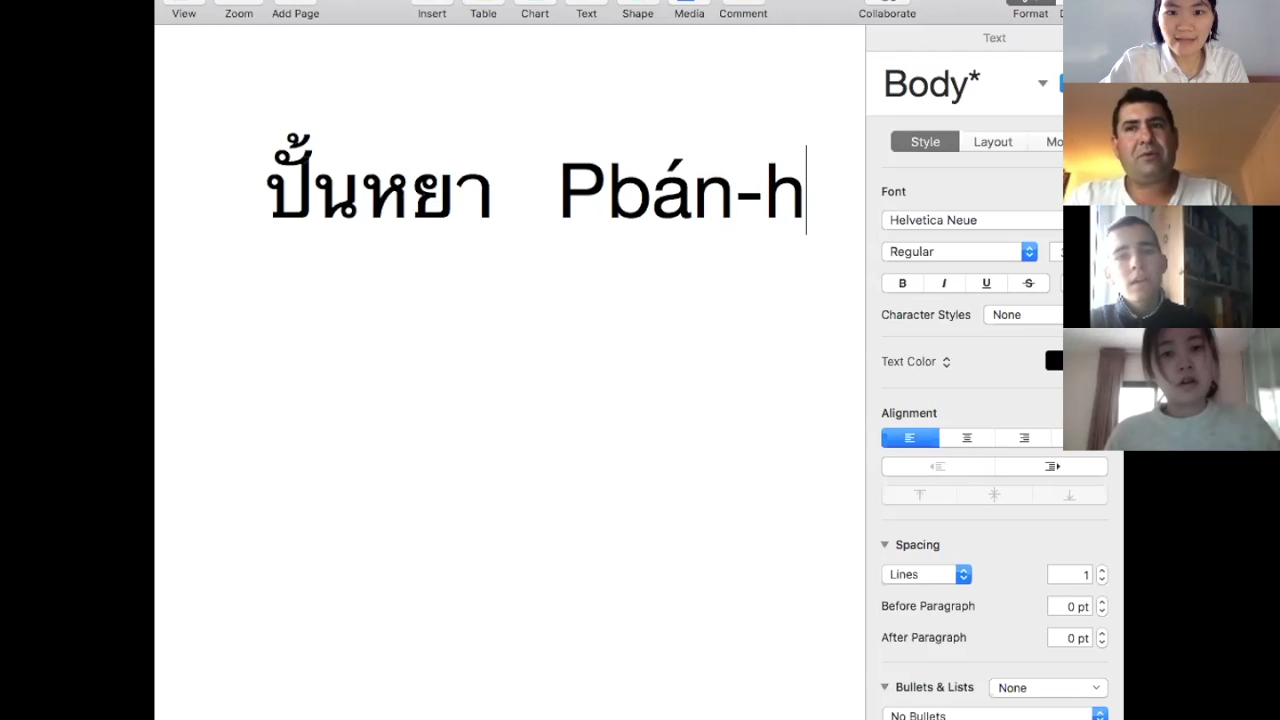 View Zoom Add Page Insert Table Chart Text Shape Media Comment Collaborate Format
Text
ปั้นหยา Pbán-h
Body*
Style Layout Mo
Font
Helvetica Neue
Regular
B I U S
Character Styles None
Text Color
Alignment
Spacing
Lines 1
Before Paragraph 0 pt
After Paragraph 0 pt
Bullets & Lists None
No Bullets